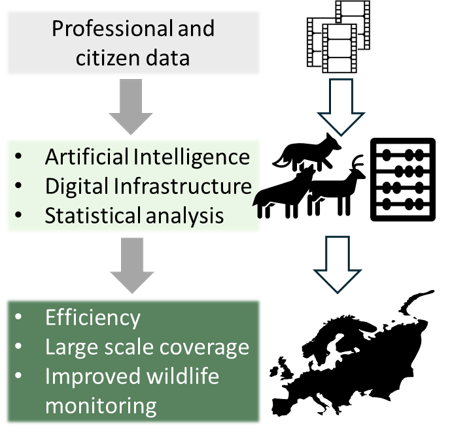 Professional and
citizen data
• Artificial Intelligence
• Digital Infrastructure
• Statistical analysis
• Efficiency
• Large scale coverage
• Improved wildlife
monitoring